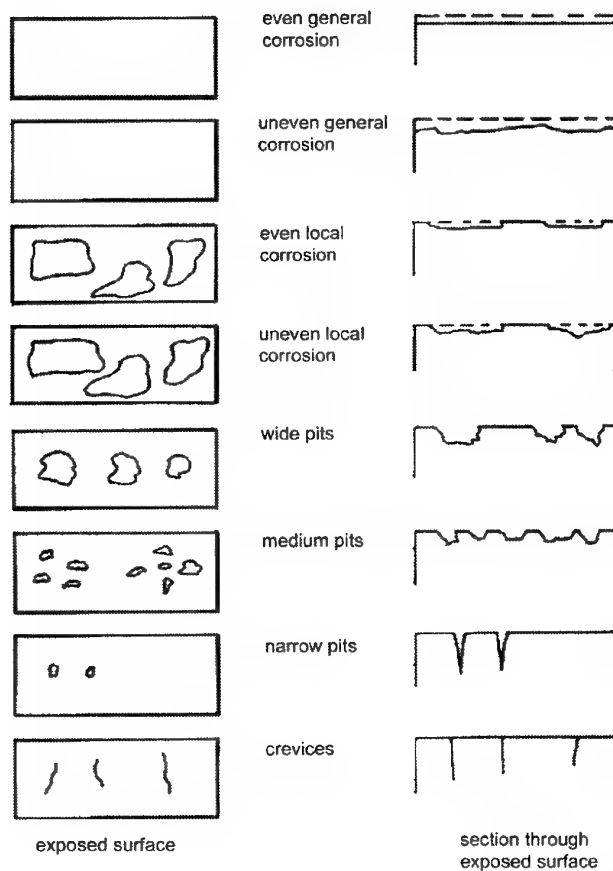 even general
corrosion
uneven general
corrosion
even local
corrosion
uneven local
corrosion
wide pits
medium pits
narrow pits
crevices
exposed surface
section through
exposed surface